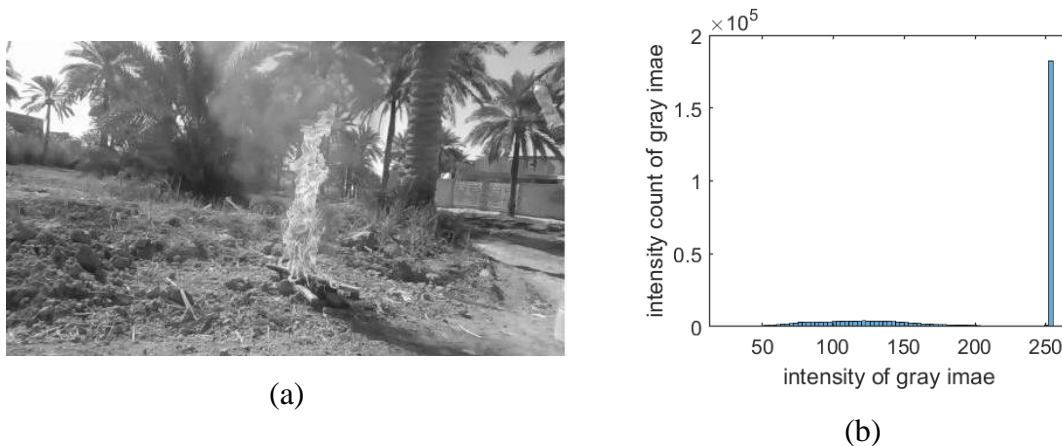 (a)
×10^5
2
1.5
1
0.5
0
intensity count of gray imae
50 100 150 200 250
intensity of gray imae
(b)